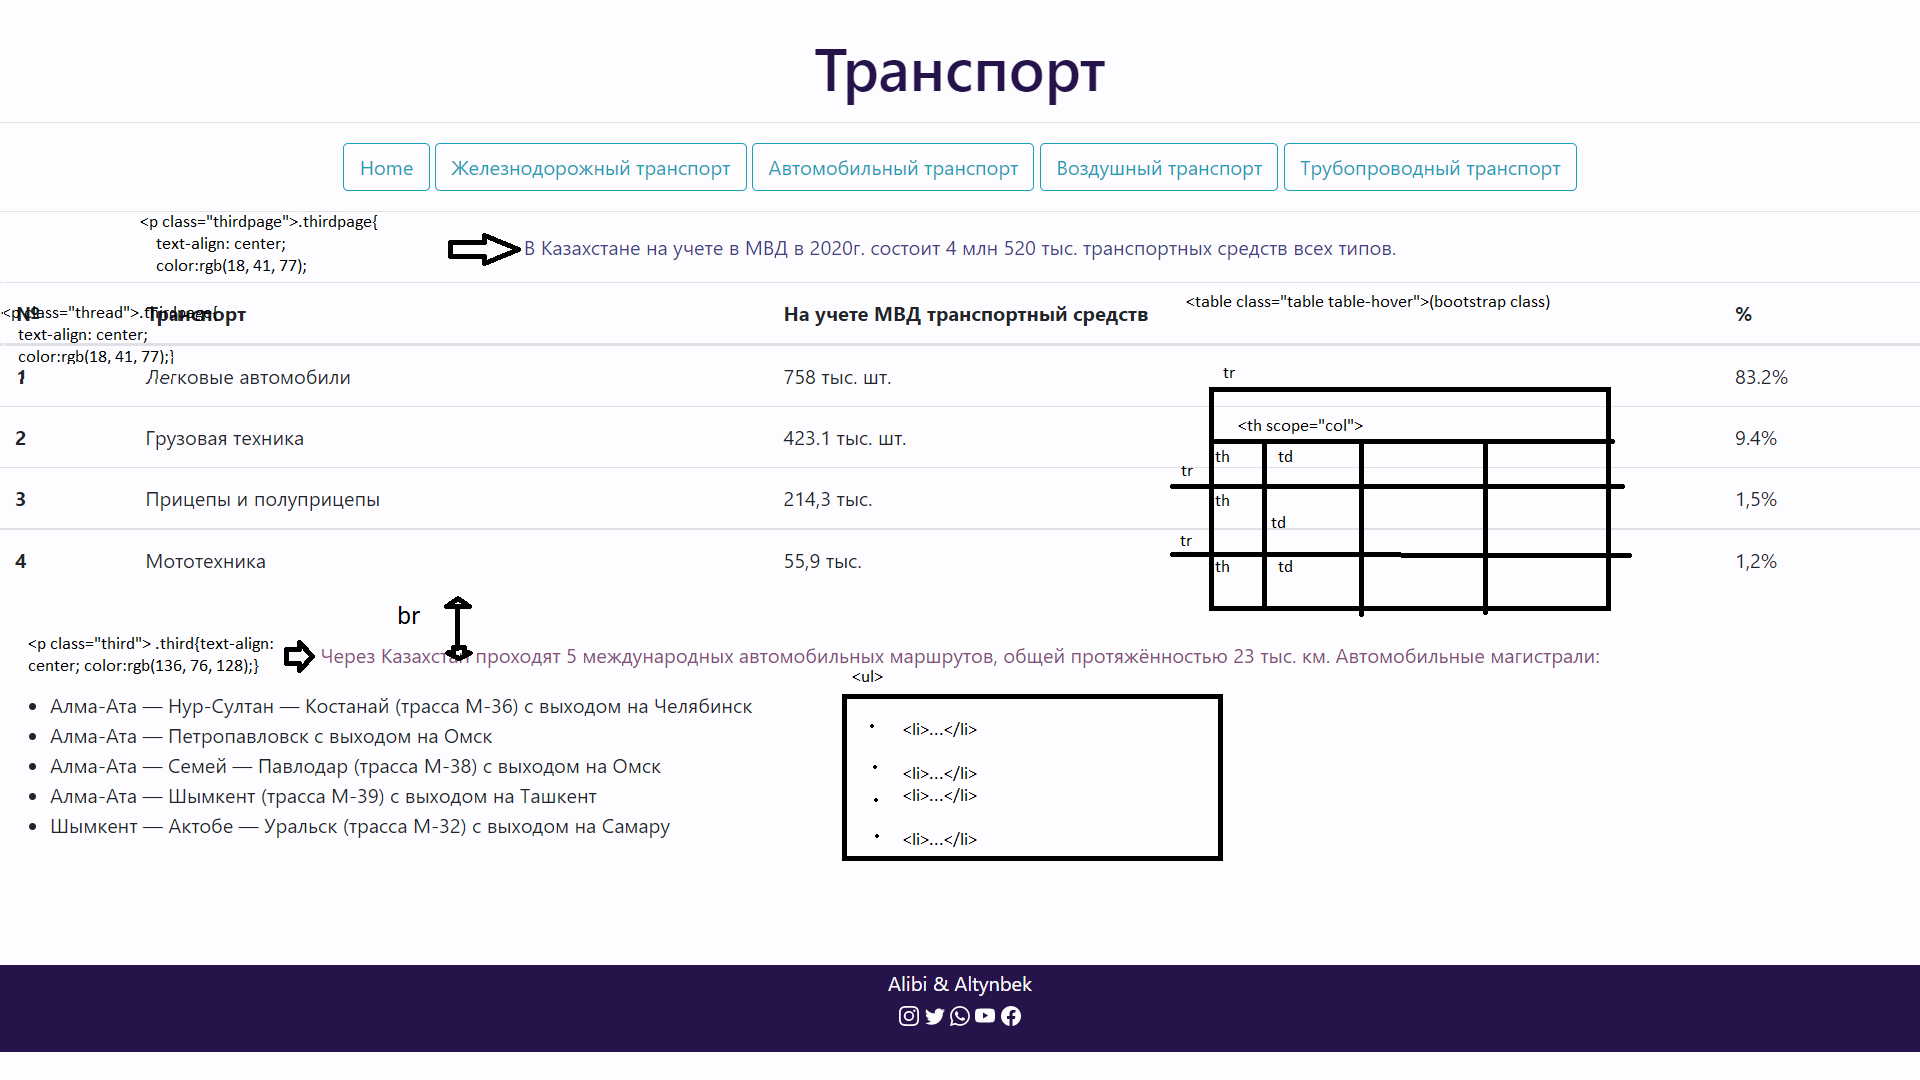 Транспорт
Home
Железнодорожный транспорт
Автомобильный транспорт
Воздушный транспорт
Трубопроводный транспорт
<p class="thirdpage">.thirdpage{
text-align: center;
color:rgb(18, 41, 77);
В Казахстане на учете в МВД в 2020г. состоит 4 млн 520 тыс. транспортных средств всех типов.
<p class="thread">.thirdpage{
text-align: center;
color:rgb(18, 41, 77);}
№ Транспорт На учете МВД транспортный средств %
<table class="table table-hover">(bootstrap class)
1 Легковые автомобили 758 тыс. шт. 83.2%
2 Грузовая техника 423.1 тыс. шт. 9.4%
3 Прицепы и полуприцепы 214,3 тыс. 1,5%
4 Мототехника 55,9 тыс. 1,2%
tr
<th scope="col">
th td
tr
th
td
tr
th td
br
<p class="third"> .third{text-align:
center; color:rgb(136, 76, 128);}
Через Казахстан проходят 5 международных автомобильных маршрутов, общей протяжённостью 23 тыс. км. Автомобильные магистрали:
Алма-Ата — Нур-Султан — Костанай (трасса М-36) с выходом на Челябинск
Алма-Ата — Петропавловск с выходом на Омск
Алма-Ата — Семей — Павлодар (трасса М-38) с выходом на Омск
Алма-Ата — Шымкент (трасса М-39) с выходом на Ташкент
Шымкент — Актобе — Уральск (трасса М-32) с выходом на Самару
<ul>
<li>...</li>
<li>...</li>
<li>...</li>
<li>...</li>
Alibi & Altynbek